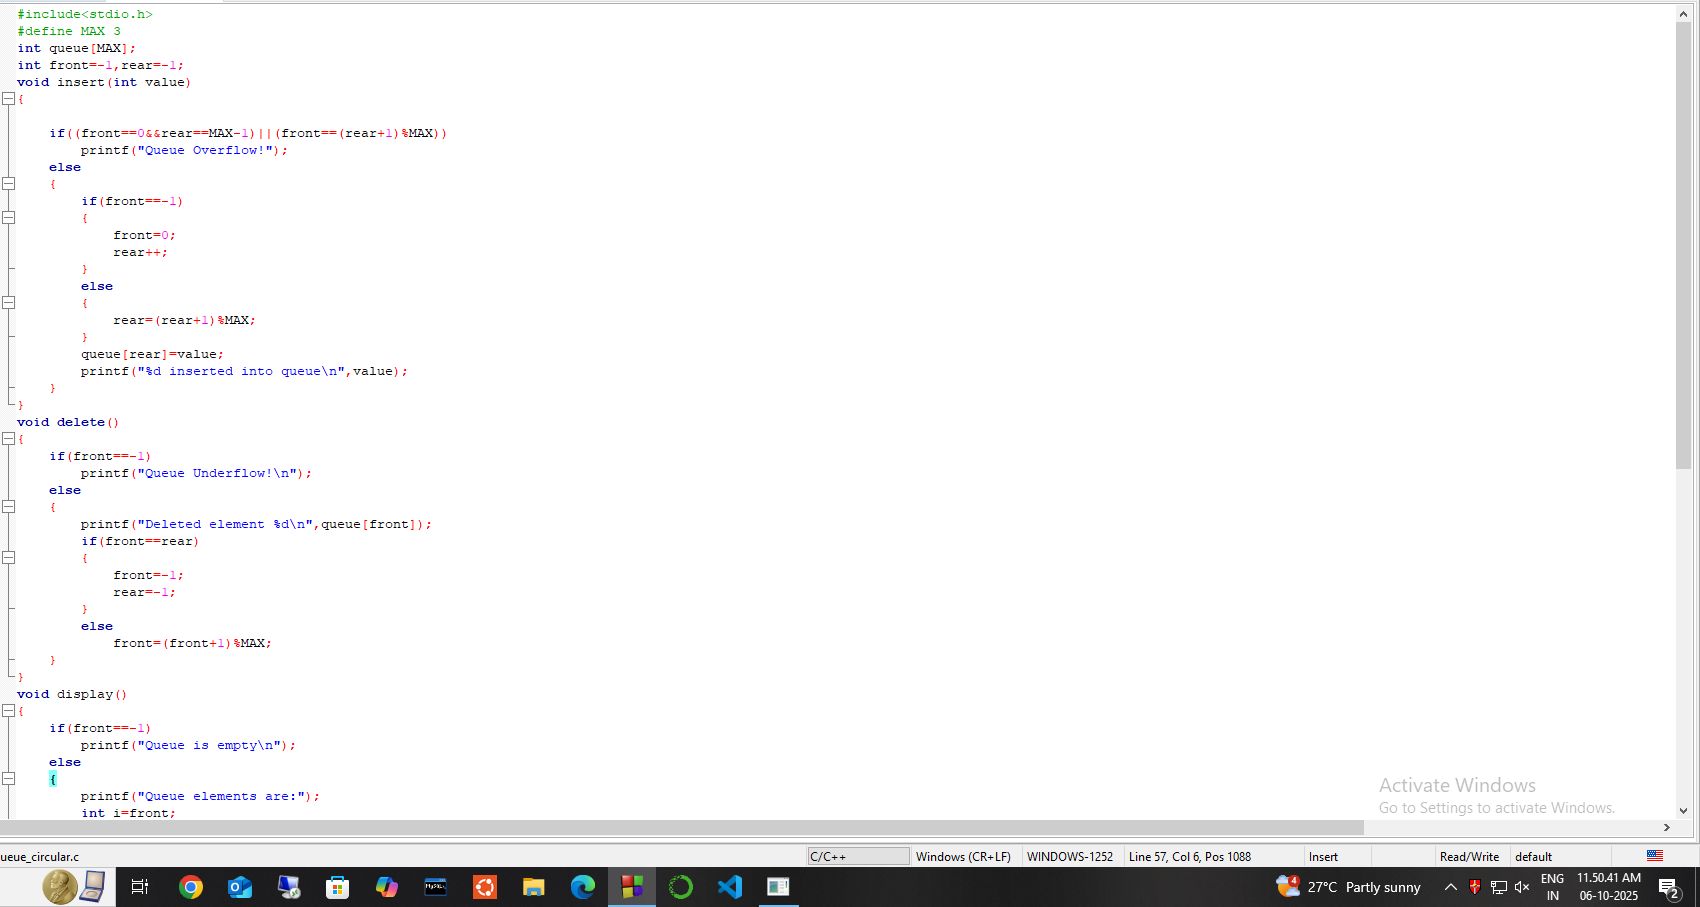 #include<stdio.h>
#define MAX 3
int queue[MAX];
int front=-1,rear=-1;
void insert(int value)
{
if((front==0&&rear==MAX-1)||(front==(rear+1)%MAX))
printf("Queue Overflow!");
else
{
if(front==-1)
{
front=0;
rear++;
}
else
{
rear=(rear+1)%MAX;
}
queue[rear]=value;
printf("%d inserted into queue\n",value);
}
}
void delete()
{
if(front==-1)
printf("Queue Underflow!\n");
else
{
printf("Deleted element %d\n",queue[front]);
if(front==rear)
{
front=-1;
rear=-1;
}
else
front=(front+1)%MAX;
}
}
void display()
{
if(front==-1)
printf("Queue is empty\n");
else
{
printf("Queue elements are:");
int i=front;
Activate Windows
Go to Settings to activate Windows.
ueue_circular.c C/C++ Windows (CR+LF) WINDOWS-1252 Line 57, Col 6, Pos 1088 Insert Read/Write default
4 27°C Partly sunny ENG IN 11.50.41 AM 06-10-2025 2